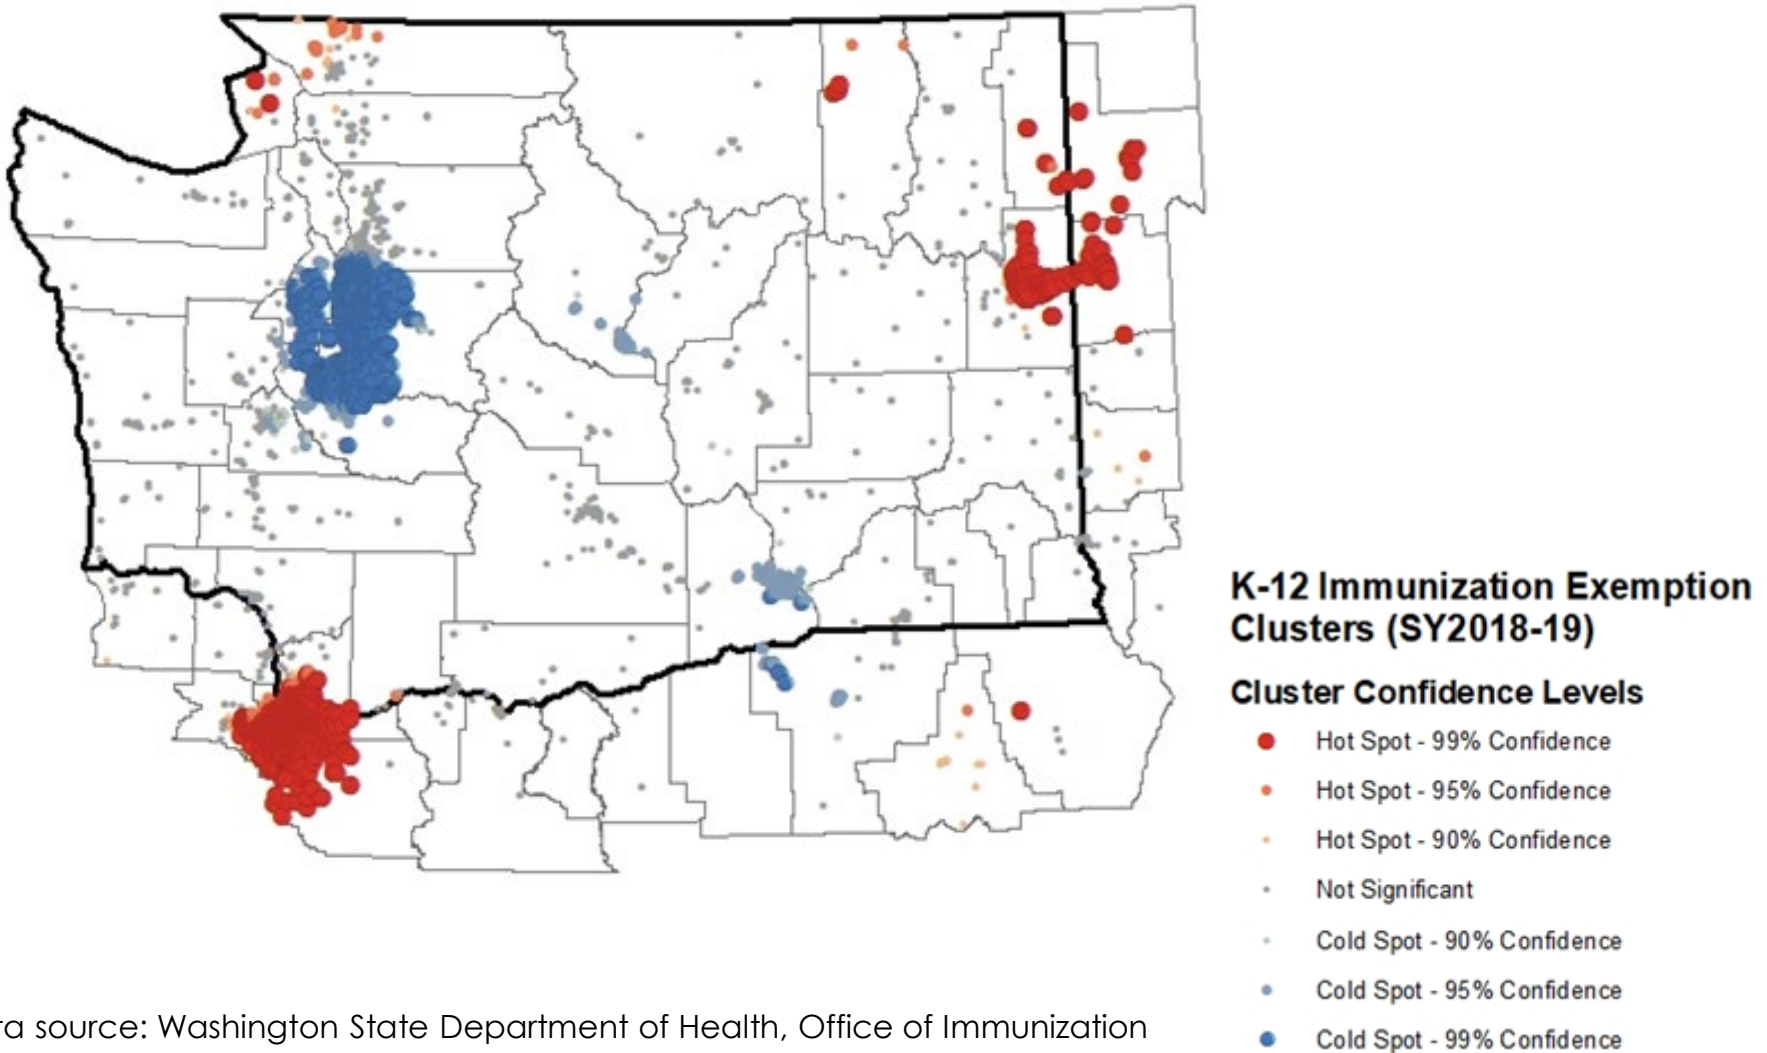 K-12 Immunization Exemption
Clusters (SY2018-19)
Cluster Confidence Levels
Hot Spot - 99% Confidence
Hot Spot - 95% Confidence
Hot Spot - 90% Confidence
Not Significant
Cold Spot - 90% Confidence
Cold Spot - 95% Confidence
Cold Spot - 99% Confidence
ta source: Washington State Department of Health, Office of Immunization